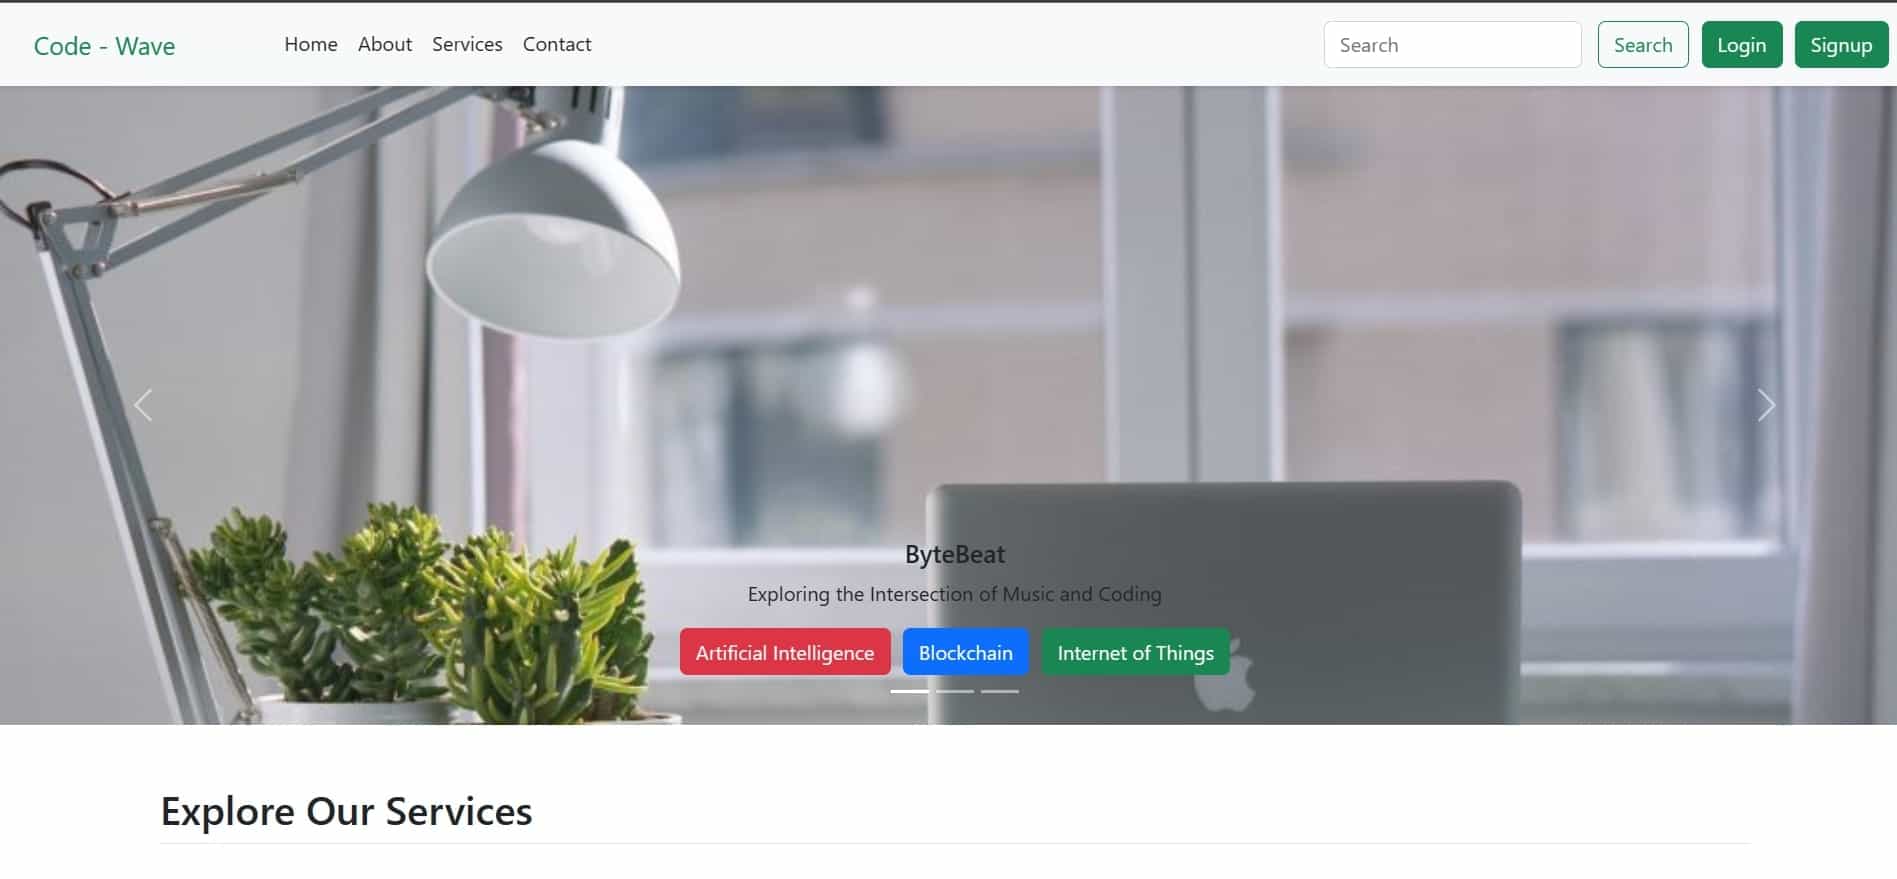 Code - Wave
Home About Services Contact
Search
Search
Login
Signup
ByteBeat
Exploring the Intersection of Music and Coding
Artificial Intelligence
Blockchain
Internet of Things
Explore Our Services